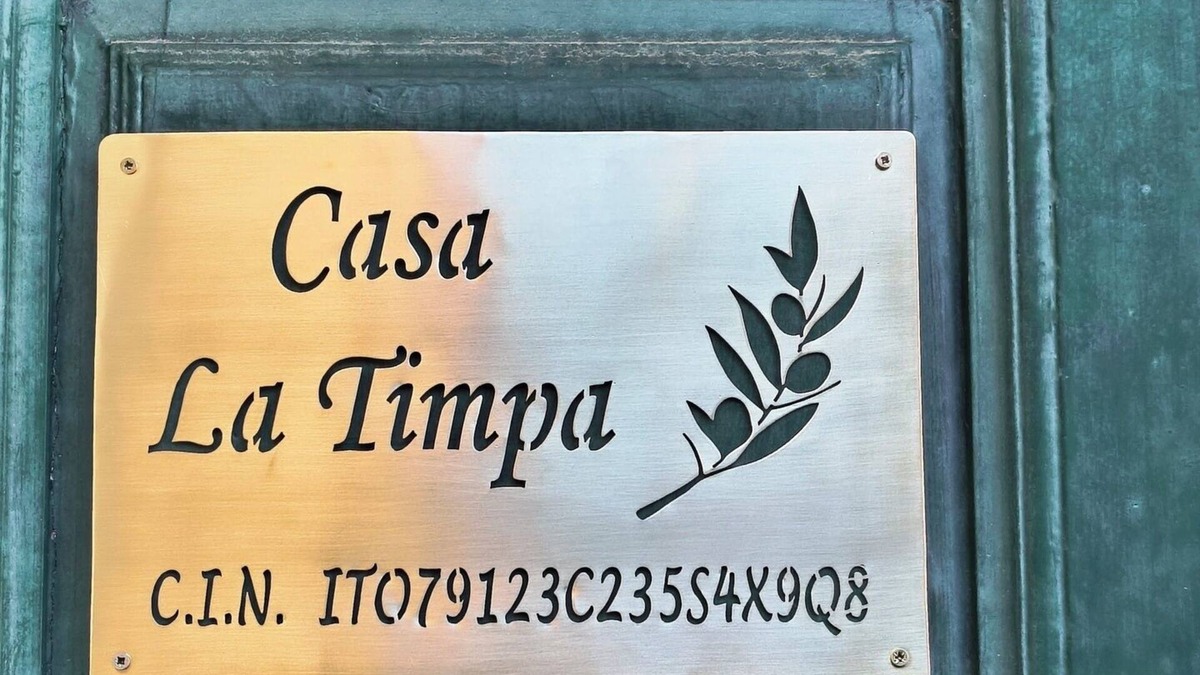 Casa
La Timpa
C.I.N. IT079123C235S4X9Q8